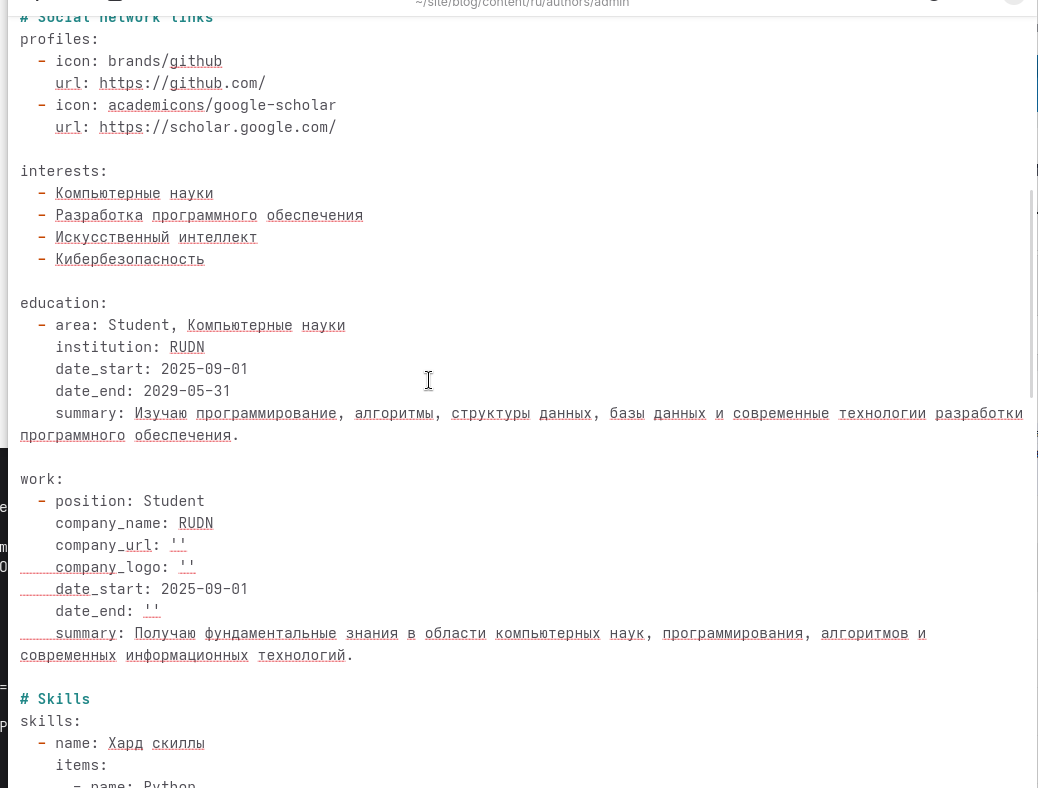 ~/site/blog/content/ru/authors/admin
# Social network links
profiles:
  - icon: brands/github
    url: https://github.com/
  - icon: academicons/google-scholar
    url: https://scholar.google.com/

interests:
  - Компьютерные науки
  - Разработка программного обеспечения
  - Искусственный интеллект
  - Кибербезопасность

education:
  - area: Student, Компьютерные науки
    institution: RUDN
    date_start: 2025-09-01
    date_end: 2029-05-31
    summary: Изучаю программирование, алгоритмы, структуры данных, базы данных и современные технологии разработки
программного обеспечения.

work:
  - position: Student
    company_name: RUDN
    company_url: ''
    company_logo: ''
    date_start: 2025-09-01
    date_end: ''
    summary: Получаю фундаментальные знания в области компьютерных наук, программирования, алгоритмов и
современных информационных технологий.

# Skills
skills:
  - name: Хард скиллы
    items:
      - name: Python